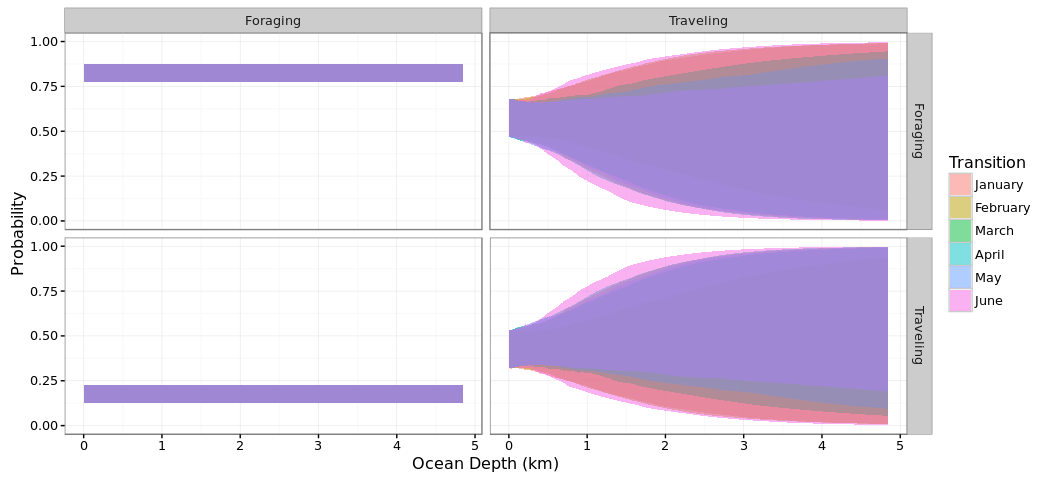 Foraging
Traveling
1.00
0.75
0.50
0.25
0.00
Foraging
1.00
0.75
0.50
0.25
0.00
Traveling
Probability
0 1 2 3 4 5
0 1 2 3 4 5
Ocean Depth (km)
Transition
January
February
March
April
May
June